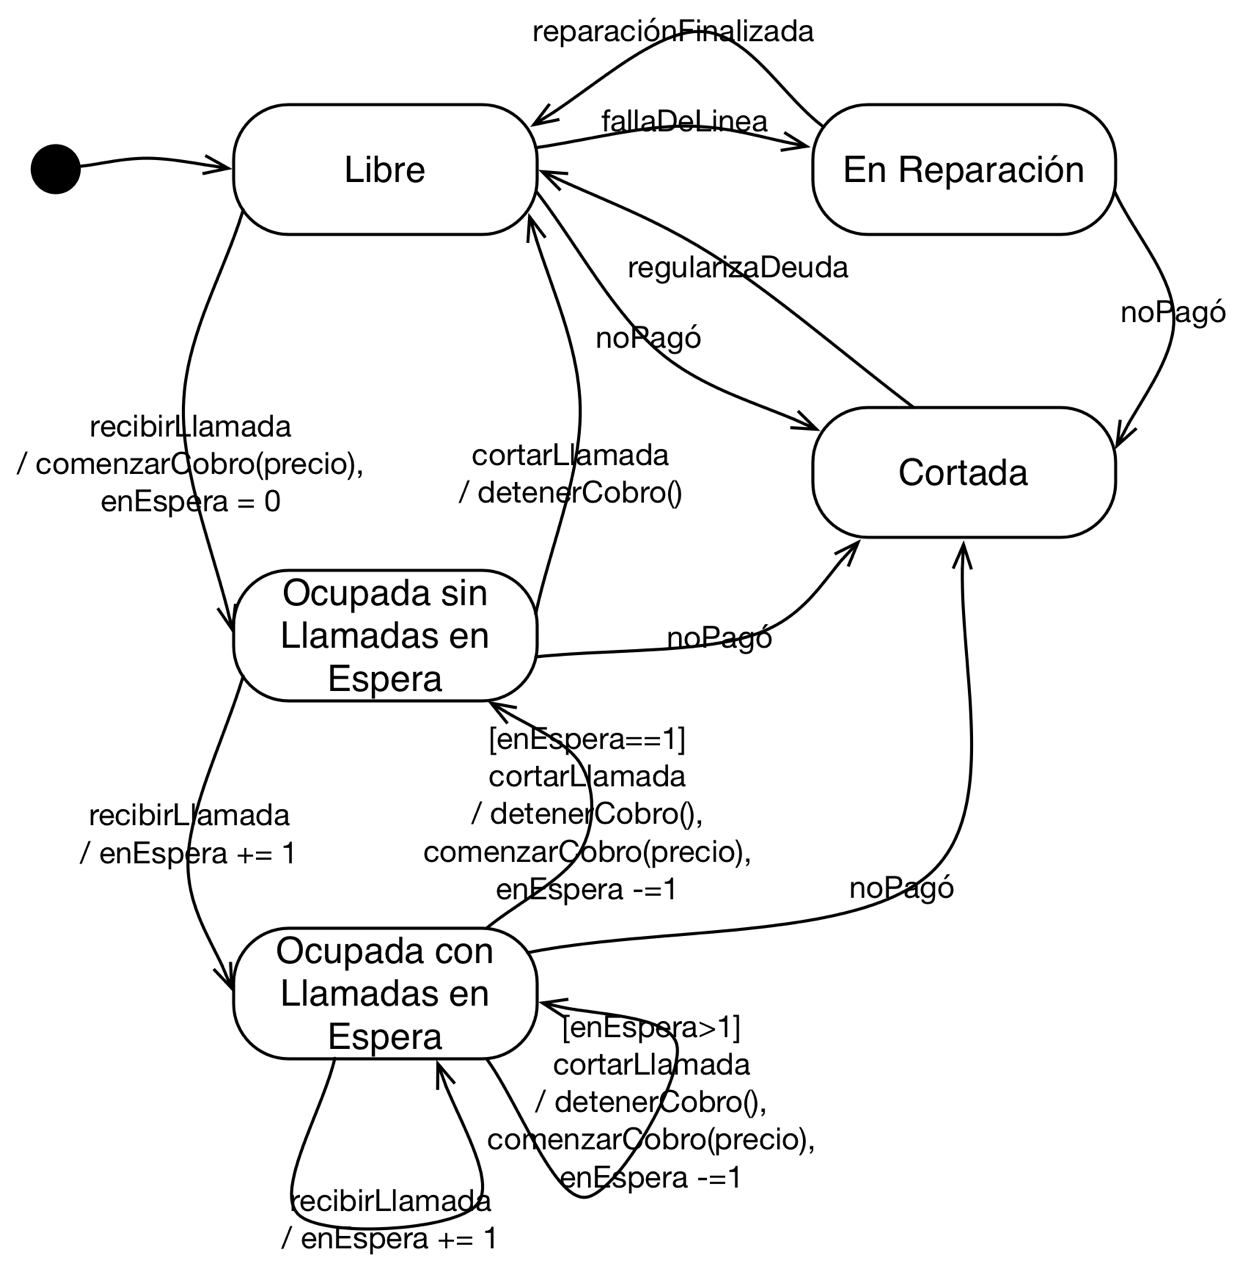 reparaciónFinalizada
fallaDeLinea
Libre
En Reparación
regularizaDeuda
noPagó
noPagó
recibirLlamada
/ comenzarCobro(precio),
enEspera = 0
cortarLlamada
/ detenerCobro()
Cortada
Ocupada sin
Llamadas en
Espera
noPagó
[enEspera==1]
cortarLlamada
/ detenerCobro(),
comenzarCobro(precio),
enEspera -=1
recibirLlamada
/ enEspera += 1
noPagó
Ocupada con
Llamadas en
Espera
[enEspera>1]
cortarLlamada
/ detenerCobro(),
comenzarCobro(precio),
enEspera -=1
recibirLlamada
/ enEspera += 1